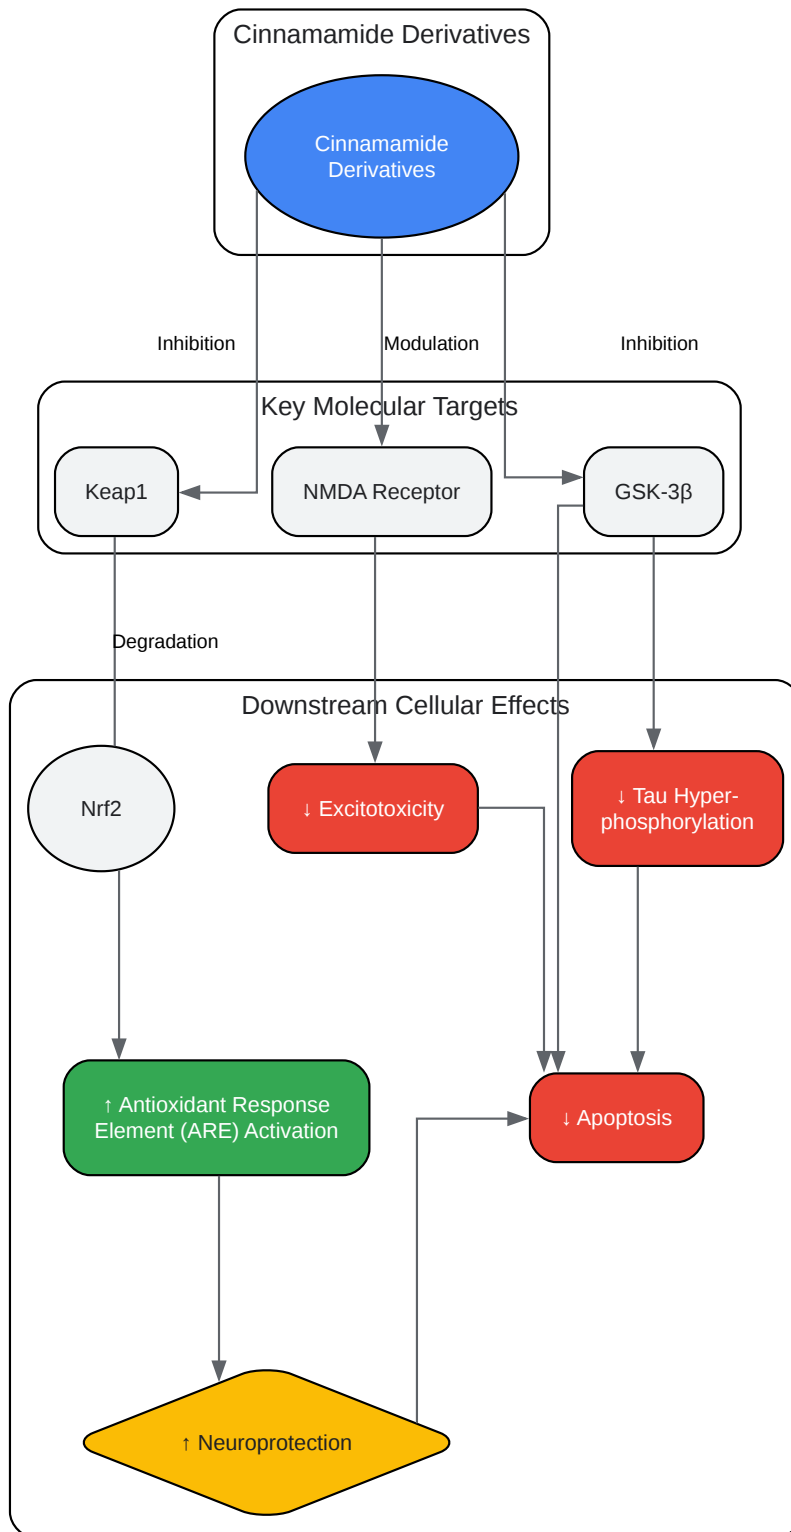 Cinnamamide Derivatives
Cinnamamide
Derivatives
Inhibition
Modulation
Inhibition
Key Molecular Targets
Keap1
NMDA Receptor
GSK-3β
Degradation
Downstream Cellular Effects
Nrf2
↓ Excitotoxicity
↓ Tau Hyper-
phosphorylation
↑ Antioxidant Response
Element (ARE) Activation
↓ Apoptosis
↑ Neuroprotection